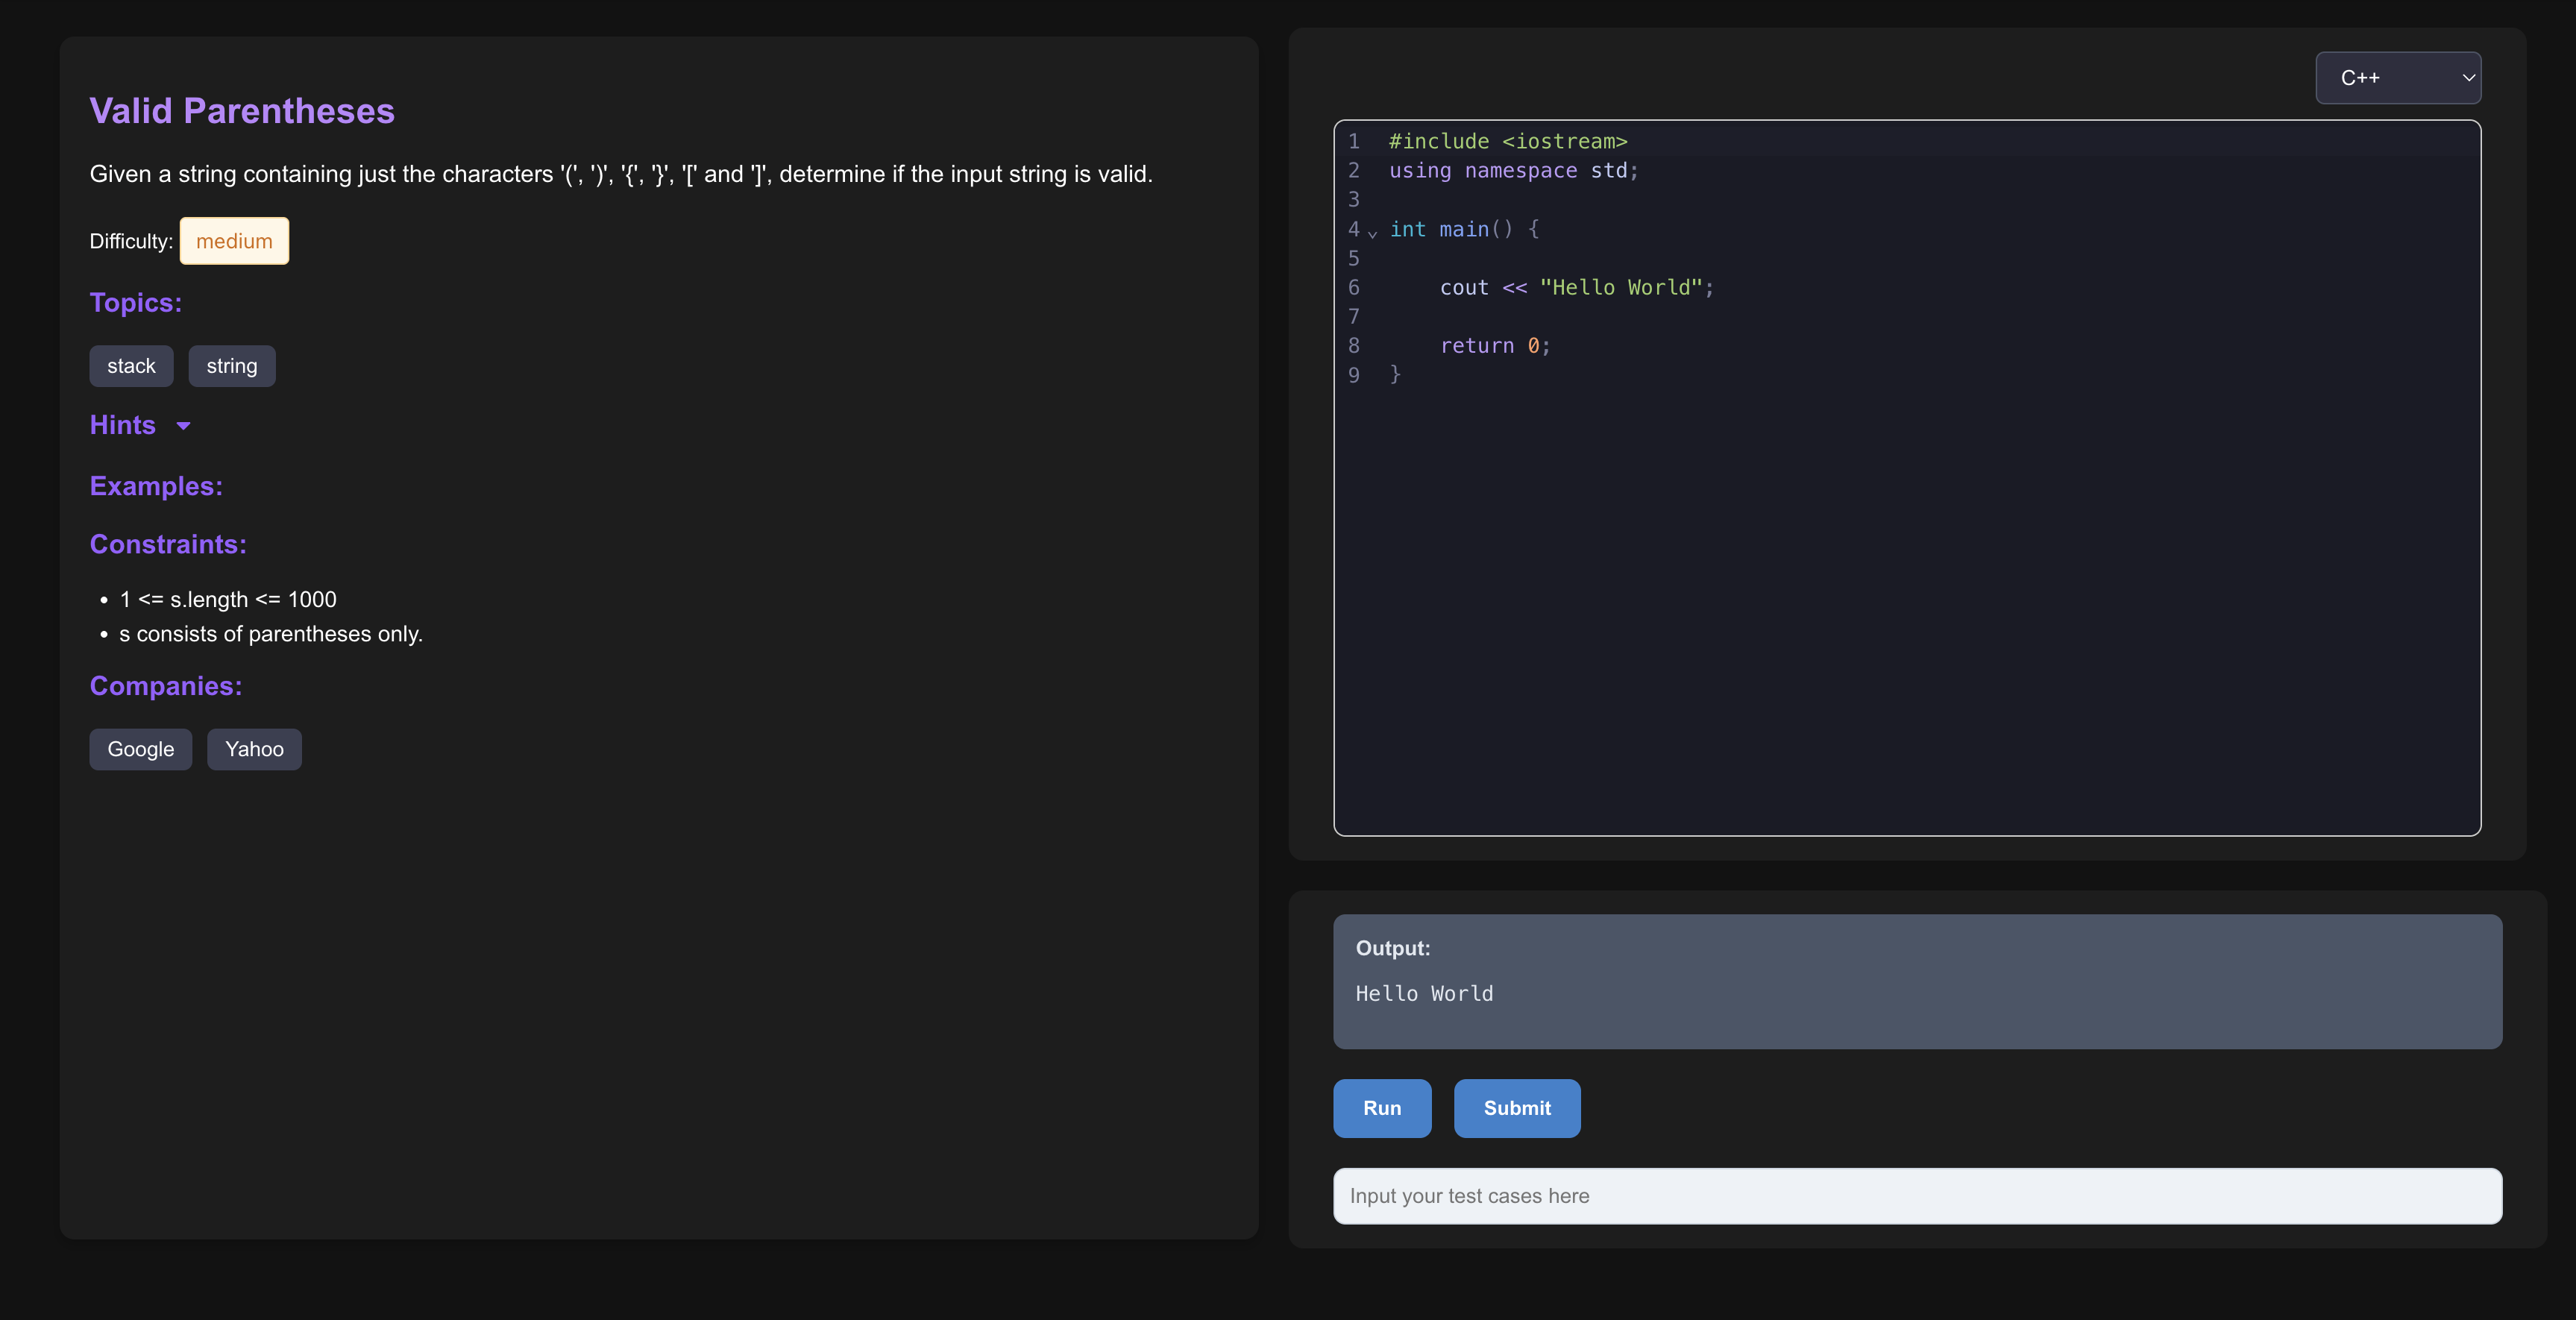 Valid Parentheses
Given a string containing just the characters '(', ')', '{', '}', '[' and ']', determine if the input string is valid.
Difficulty: medium
Topics:
stack string
Hints
Examples:
Constraints:
• 1 <= s.length <= 1000
• s consists of parentheses only.
Companies:
Google Yahoo
C++
1 #include <iostream>
2 using namespace std;
3
4 int main() {
5
6     cout << "Hello World";
7
8     return 0;
9 }
Output:
Hello World
Run Submit
Input your test cases here